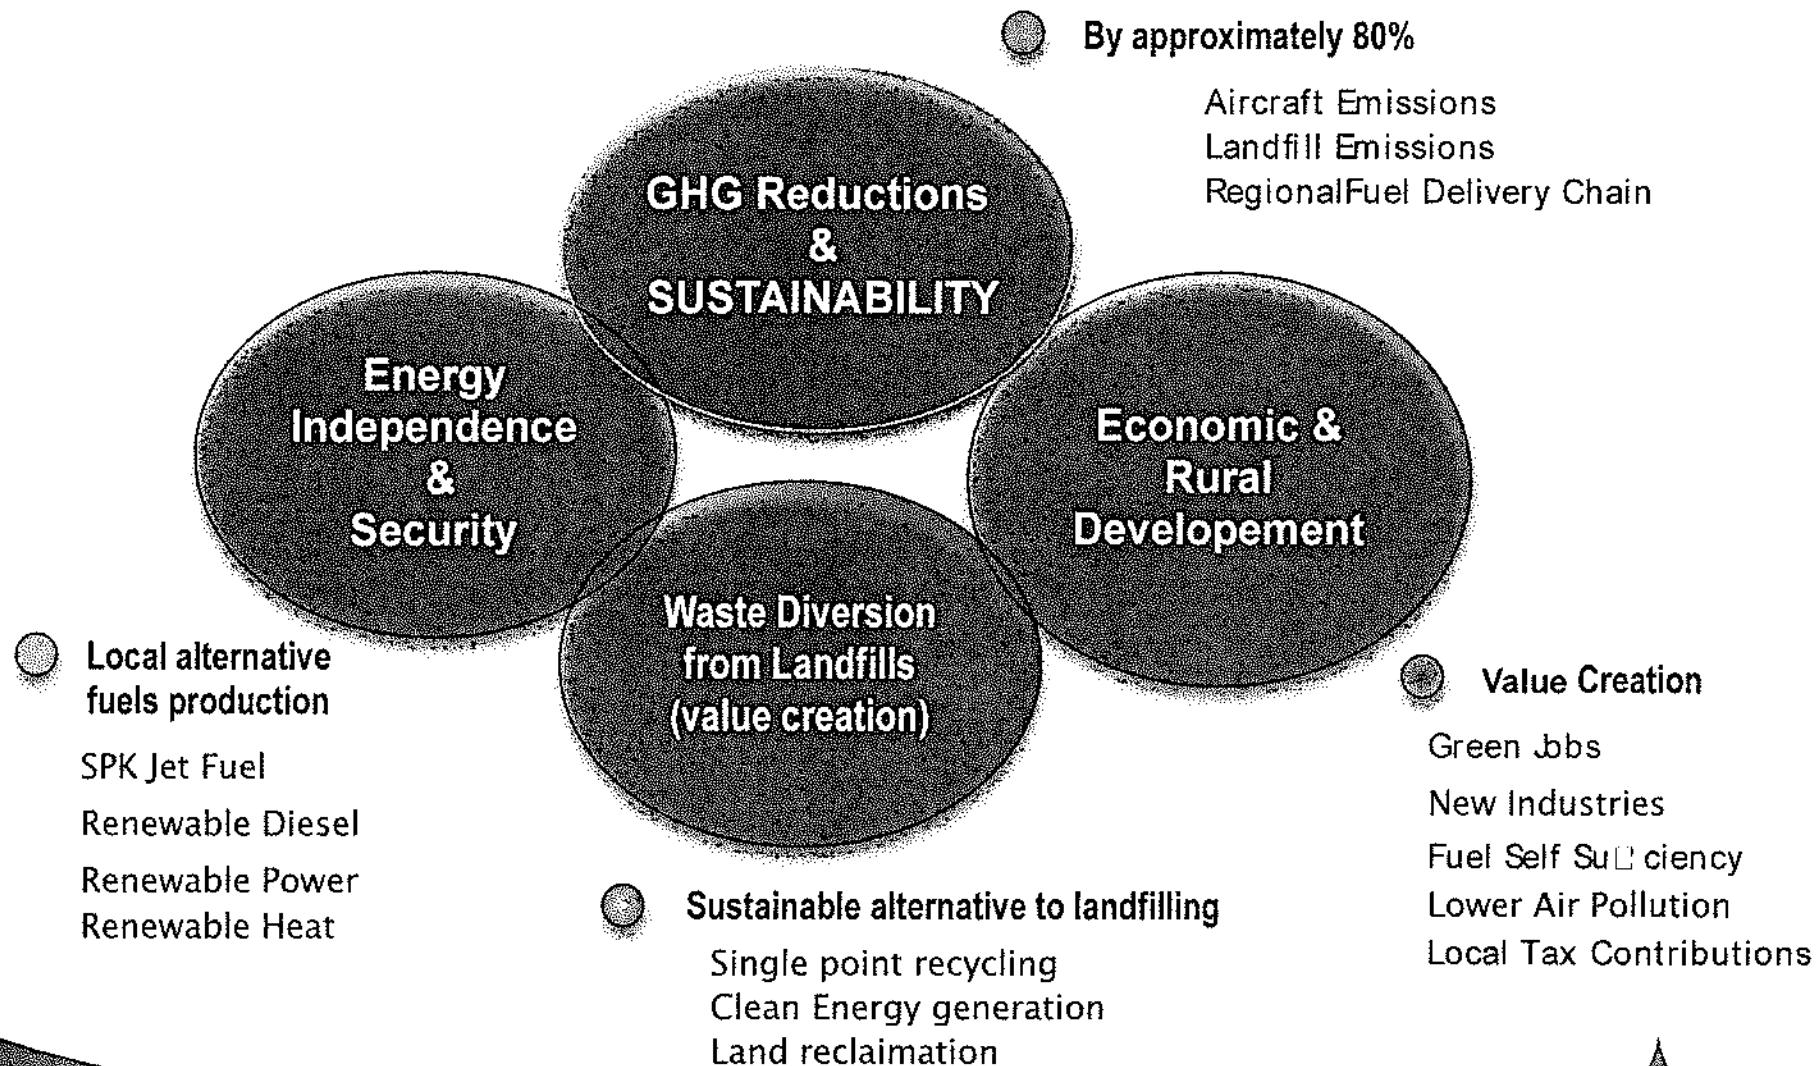 By approximately 80%
Aircraft Emissions
Landfill Emissions
RegionalFuel Delivery Chain
GHG Reductions
&
SUSTAINABILITY
Energy
Independence
&
Security
Economic &
Rural
Developement
Waste Diversion
from Landfills
(value creation)
Local alternative
fuels production
SPK Jet Fuel
Renewable Diesel
Renewable Power
Renewable Heat
Sustainable alternative to landfilling
Single point recycling
Clean Energy generation
Land reclaimation
Value Creation
Green Jobs
New Industries
Fuel Self
Lower Air Pollution
Local Tax Contributions